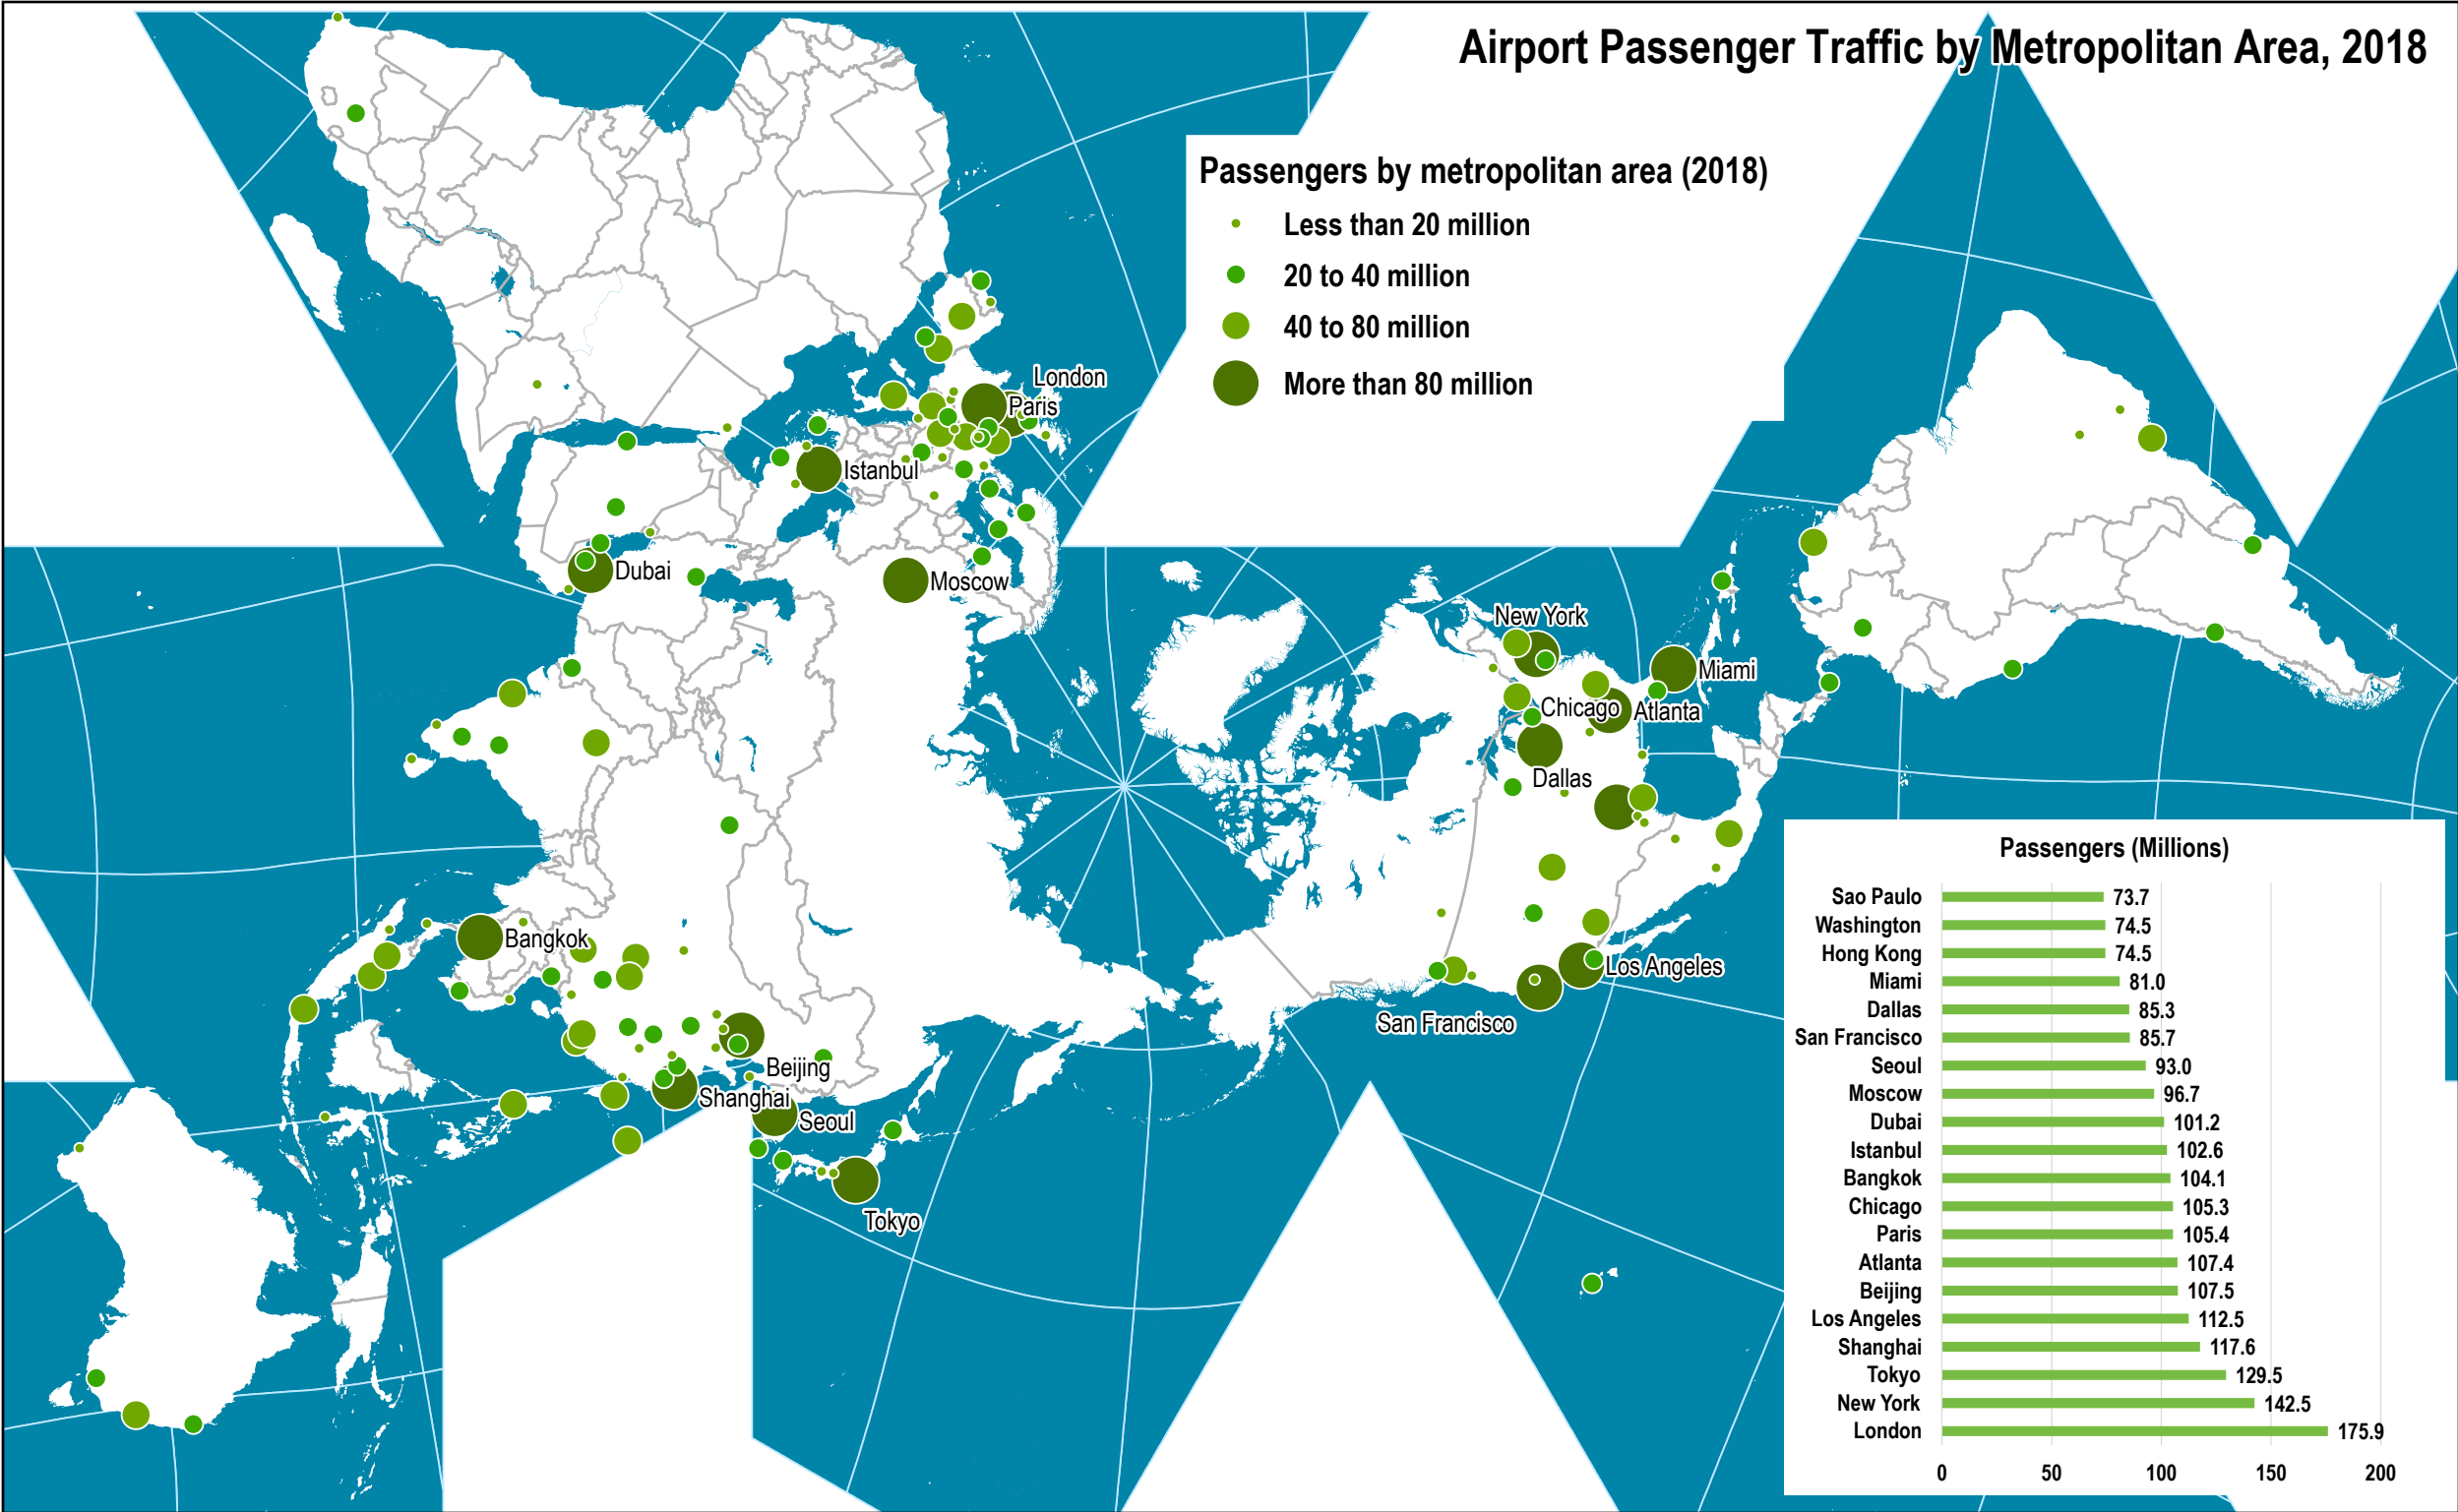 Airport Passenger Traffic by Metropolitan Area, 2018
Passengers by metropolitan area (2018)
Less than 20 million
20 to 40 million
40 to 80 million
More than 80 million
London
Paris
Istanbul
Dubai
Moscow
New York
Miami
Chicago
Atlanta
Dallas
Bangkok
Los Angeles
San Francisco
Beijing
Shanghai
Seoul
Tokyo
Passengers (Millions)
Sao Paulo 73.7
Washington 74.5
Hong Kong 74.5
Miami 81.0
Dallas 85.3
San Francisco 85.7
Seoul 93.0
Moscow 96.7
Dubai 101.2
Istanbul 102.6
Bangkok 104.1
Chicago 105.3
Paris 105.4
Atlanta 107.4
Beijing 107.5
Los Angeles 112.5
Shanghai 117.6
Tokyo 129.5
New York 142.5
London 175.9
0 50 100 150 200